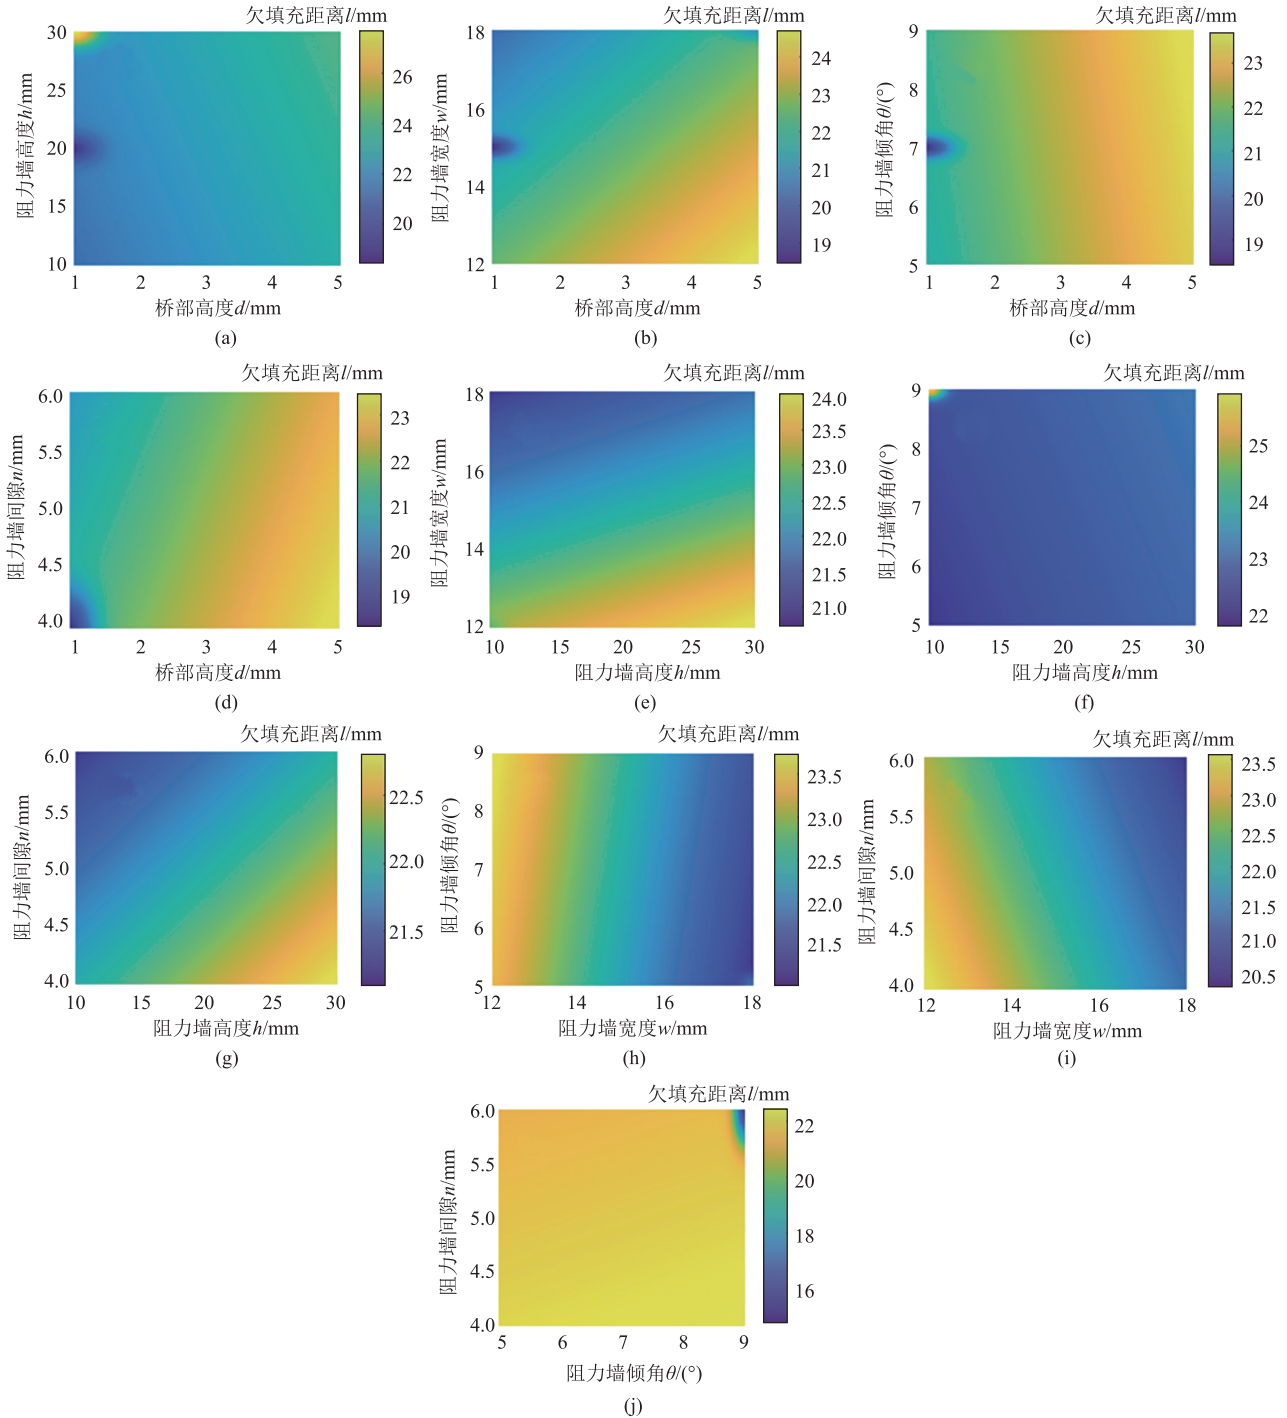 欠填充距离l/mm
30
25
20
15
10
阻力墙高度h/mm
1 2 3 4 5
桥部高度d/mm
26
24
22
20
(a)
欠填充距离l/mm
18
16
14
12
阻力墙宽度w/mm
1 2 3 4 5
桥部高度d/mm
24
23
22
21
20
19
(b)
欠填充距离l/mm
9
8
7
6
5
阻力墙倾角θ/(°)
1 2 3 4 5
桥部高度d/mm
23
22
21
20
19
(c)
欠填充距离l/mm
6.0
5.5
5.0
4.5
4.0
阻力墙间隙n/mm
1 2 3 4 5
桥部高度d/mm
23
22
21
20
19
(d)
欠填充距离l/mm
18
16
14
12
阻力墙宽度w/mm
10 15 20 25 30
阻力墙高度h/mm
24.0
23.5
23.0
22.5
22.0
21.5
21.0
(e)
欠填充距离l/mm
9
8
7
6
5
阻力墙倾角θ/(°)
10 15 20 25 30
阻力墙高度h/mm
25
24
23
22
(f)
欠填充距离l/mm
6.0
5.5
5.0
4.5
4.0
阻力墙间隙n/mm
10 15 20 25 30
阻力墙高度h/mm
22.5
22.0
21.5
(g)
欠填充距离l/mm
9
8
7
6
5
阻力墙倾角θ/(°)
12 14 16 18
阻力墙宽度w/mm
23.5
23.0
22.5
22.0
21.5
(h)
欠填充距离l/mm
6.0
5.5
5.0
4.5
4.0
阻力墙间隙n/mm
12 14 16 18
阻力墙宽度w/mm
23.5
23.0
22.5
22.0
21.5
21.0
20.5
(i)
欠填充距离l/mm
6.0
5.5
5.0
4.5
4.0
阻力墙间隙n/mm
5 6 7 8 9
阻力墙倾角θ/(°)
22
20
18
16
(j)